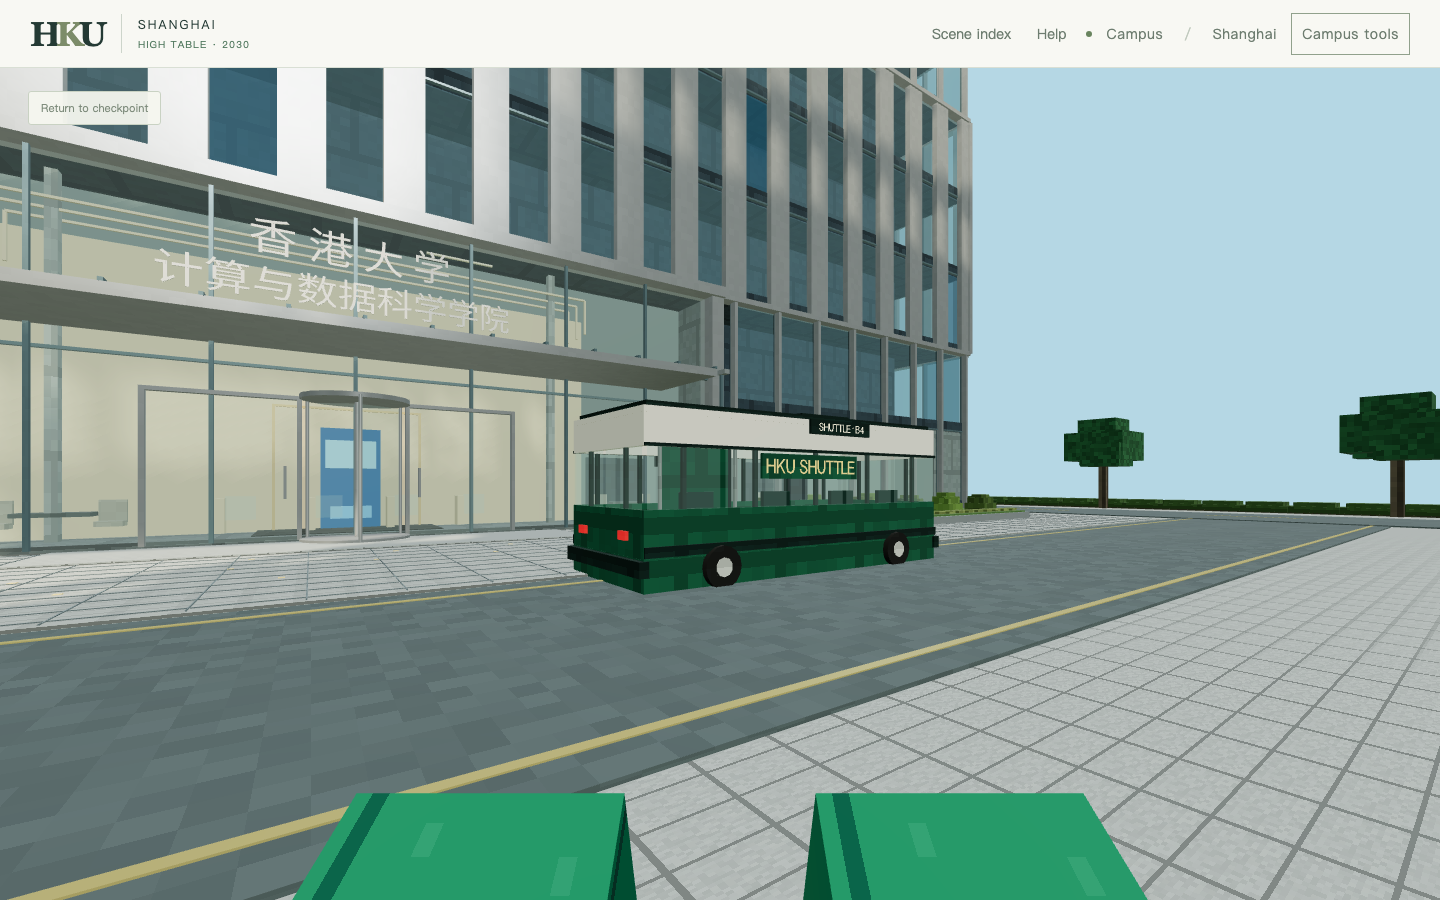 HKU
SHANGHAI
HIGH TABLE · 2030
Scene index
Help
Campus
/
Shanghai
Campus tools
Return to checkpoint
香港大学
计算与数据科学学院
SHUTTLE·B4
HKU SHUTTLE